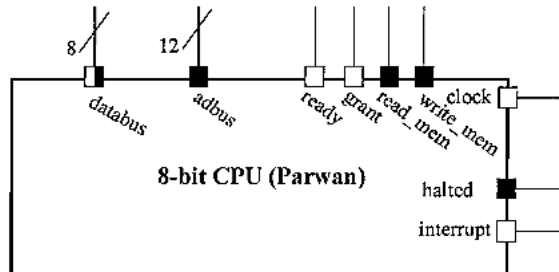 8
12
databus
adbus
ready
grant
read_mem
write_mem
clock
8-bit CPU (Parwan)
halted
interrupt